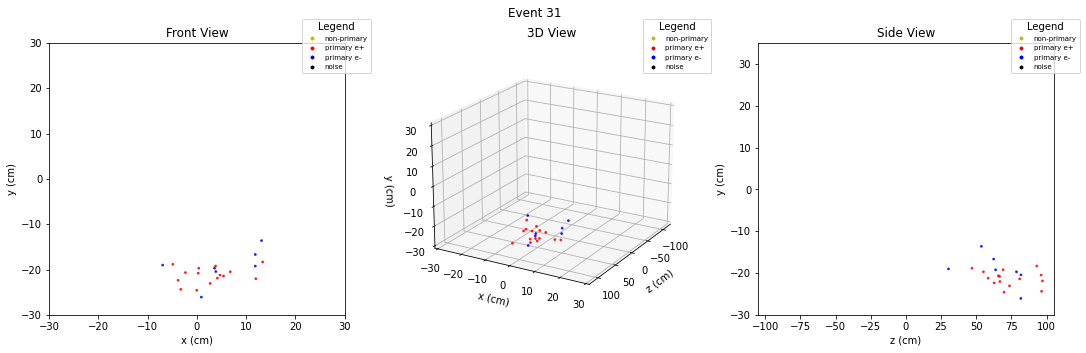 Event 31
Front View
Legend
non-primary
primary e+
primary e-
noise
30
20
10
0
−10
−20
−30
y (cm)
−30 −20 −10 0 10 20 30
x (cm)
3D View
Legend
non-primary
primary e+
primary e-
noise
30
20
10
0
−10
−20
−30
y (cm)
−30 −20 −10 0 10 20 30
x (cm)
−100
−50
0
50
100
z (cm)
Side View
Legend
non-primary
primary e+
primary e-
noise
30
20
10
0
−10
−20
−30
y (cm)
−100 −75 −50 −25 0 25 50 75 100
z (cm)